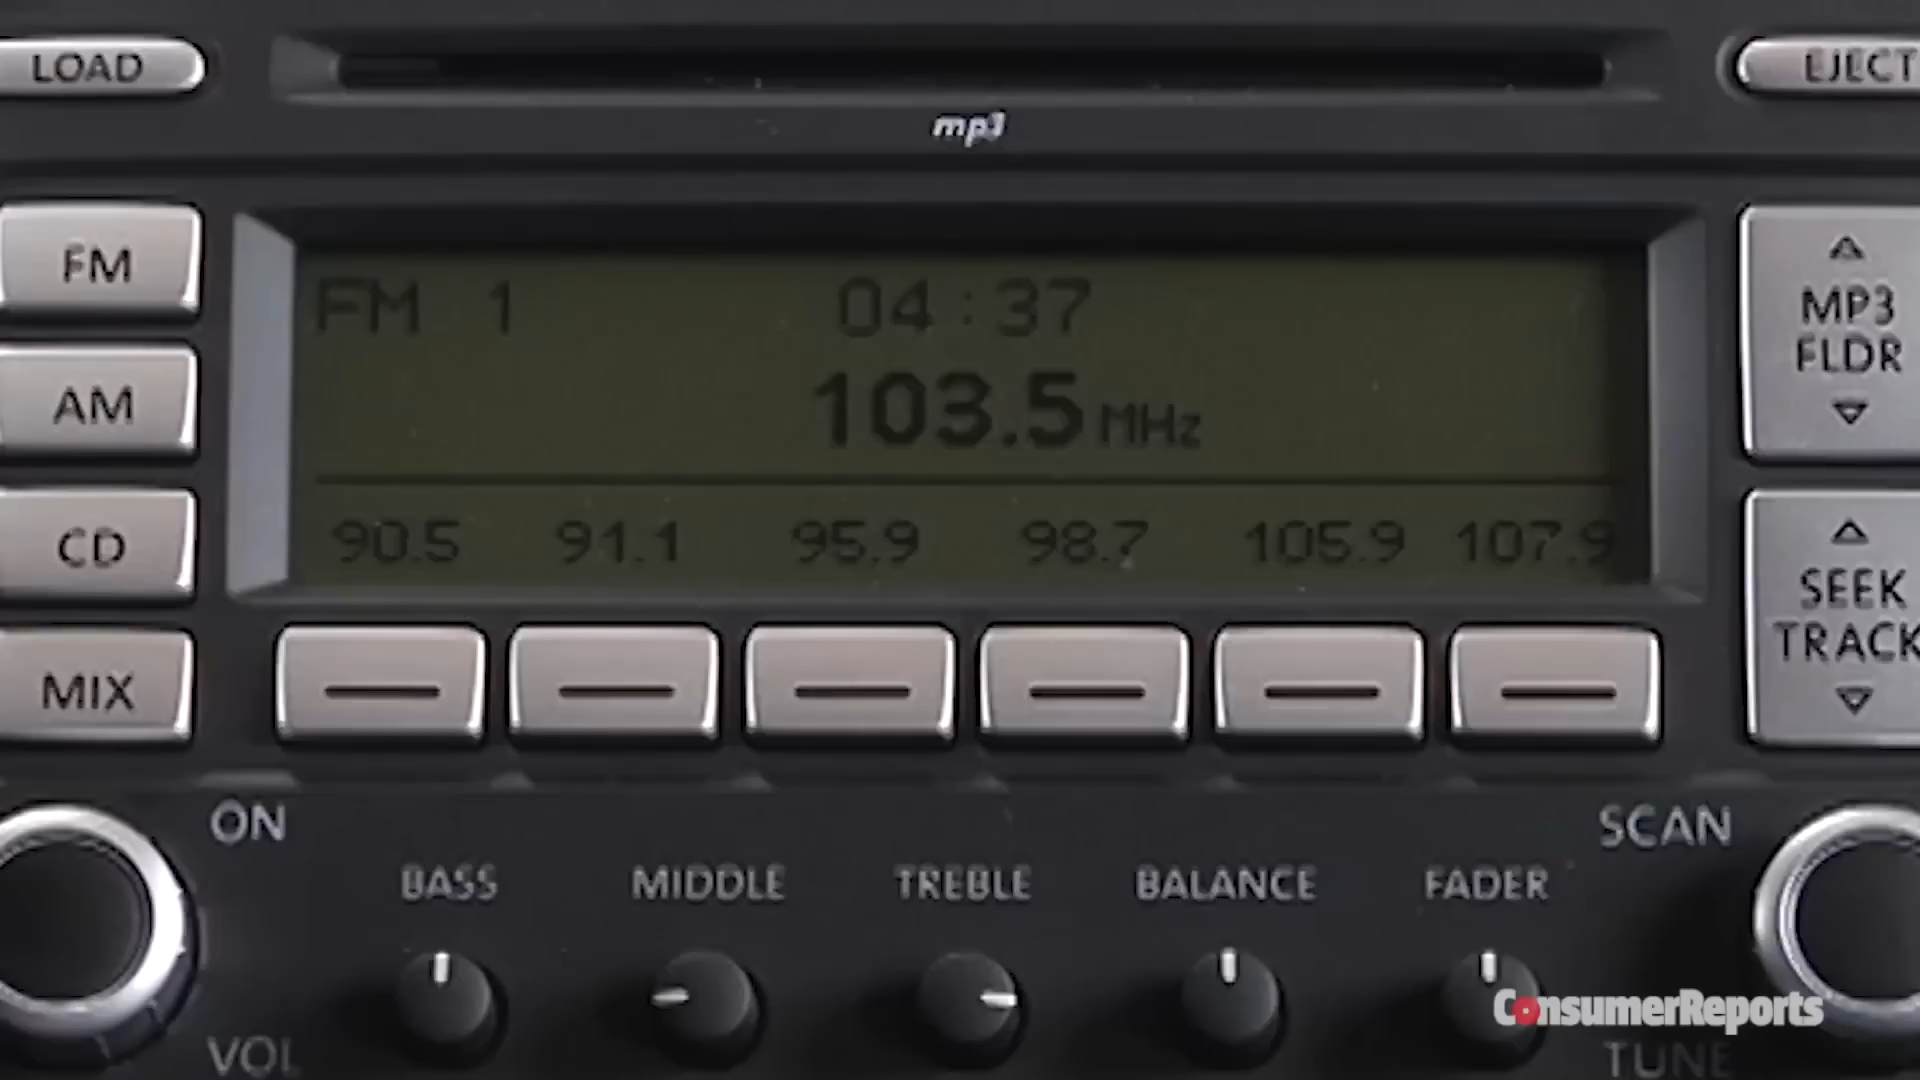 LOAD
EJECT
mp3
FM
FM 1 04:37
MP3
FLDR
103.5 MHz
AM
90.5 91.1 95.9 98.7 105.9 107.9
CD
SEEK
TRACK
MIX
ON
SCAN
BASS MIDDLE TREBLE BALANCE FADER
ConsumerReports
VOL
TUNE